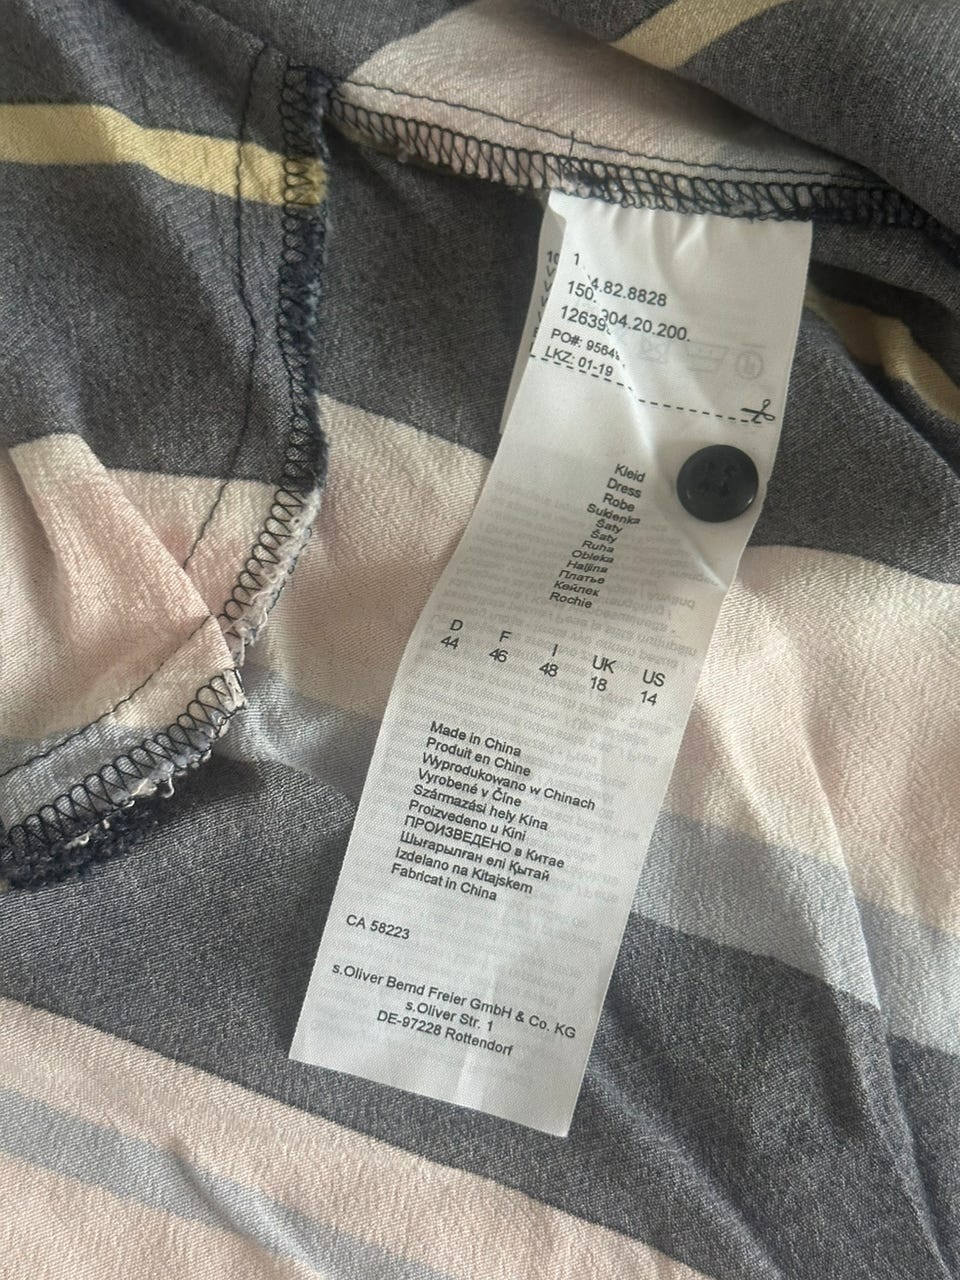 4.82.8828
150. 904.20.200.
12639
PO#: 9564
LKZ: 01-19
Kleid
Dress
Robe
Sukienka
Šaty
Šaty
Ruha
Obleka
Haljina
Платье
Көйлек
Rochie
D F I UK US
44 46 48 18 14
Made in China
Produit en Chine
Wyprodukowano w Chinach
Vyrobené v Číne
Származási hely Kína
Proizvedeno u Kini
ПРОИЗВЕДЕНО в Китае
Шығарылған елі Қытай
Izdelano na Kitajskem
Fabricat in China
CA 58223
s.Oliver Bernd Freier GmbH & Co. KG
s.Oliver Str. 1
DE-97228 Rottendorf